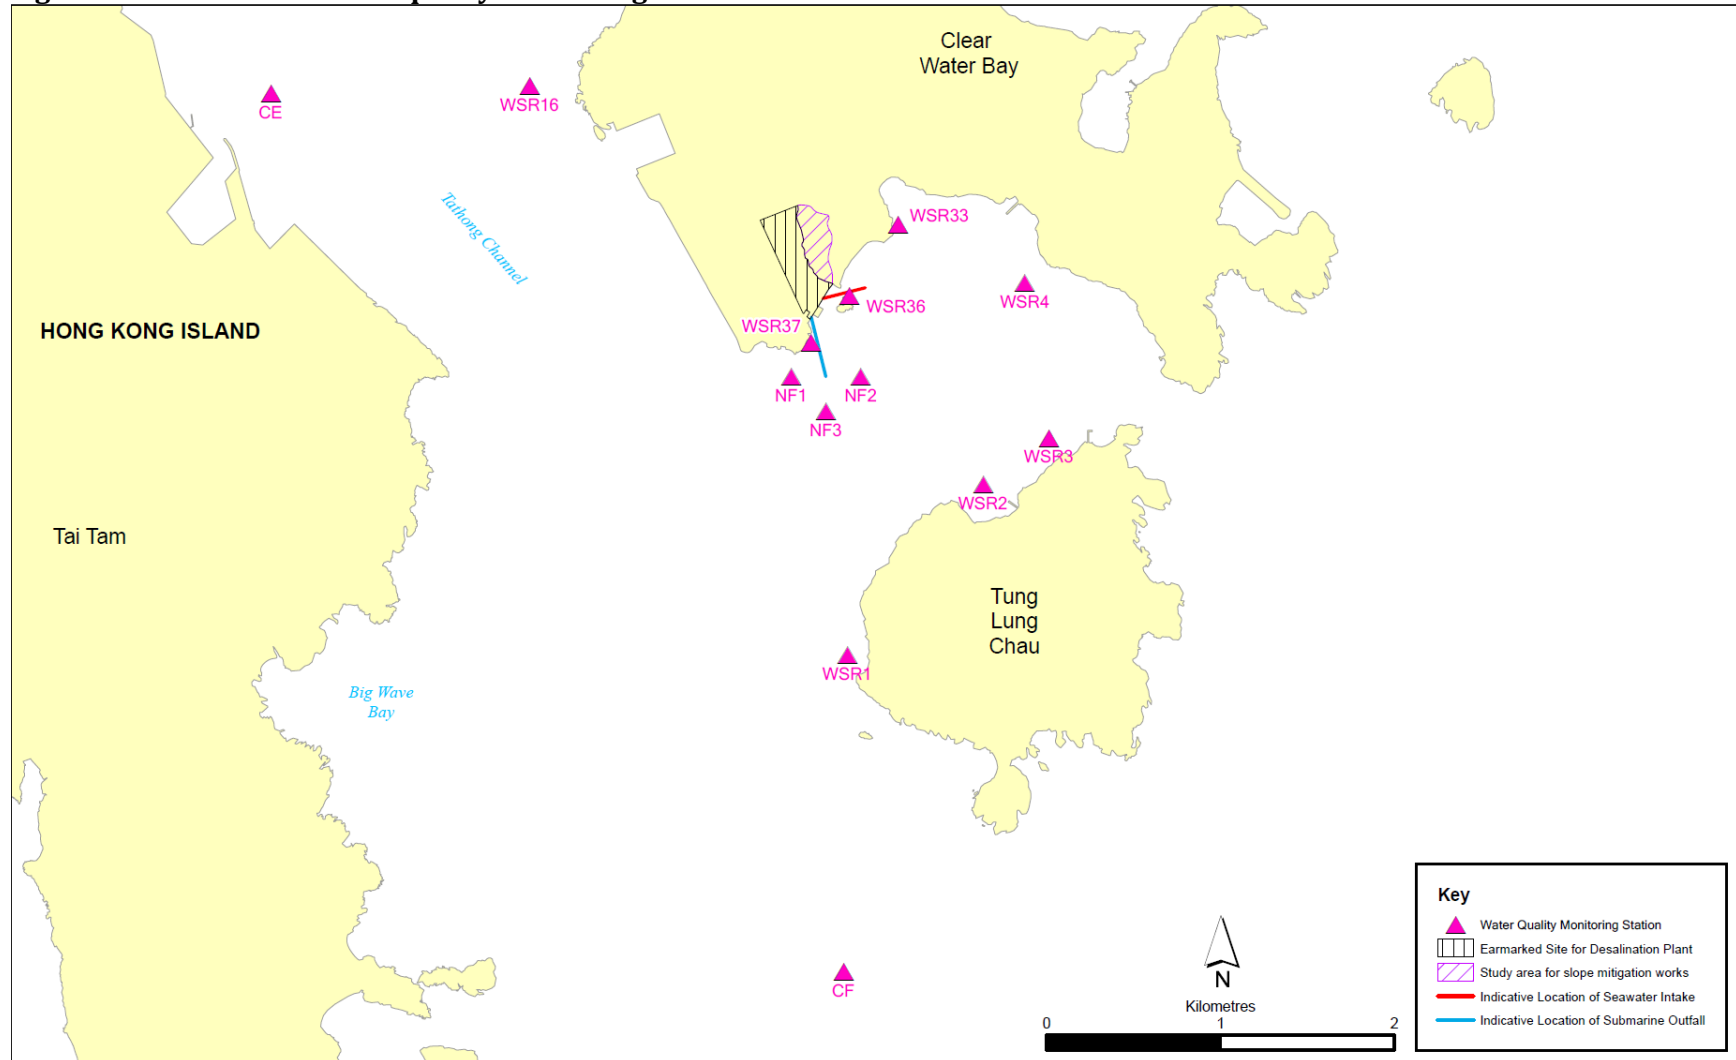 Clear
Water Bay
CE
WSR16
Tathong Channel
WSR33
WSR4
WSR36
HONG KONG ISLAND
WSR37
NF1
NF2
NF3
WSR3
WSR2
Tai Tam
Tung
Lung
Chau
WSR1
Big Wave
Bay
CF
N
Kilometres
0 1 2
Key
Water Quality Monitoring Station
Earmarked Site for Desalination Plant
Study area for slope mitigation works
Indicative Location of Seawater Intake
Indicative Location of Submarine Outfall